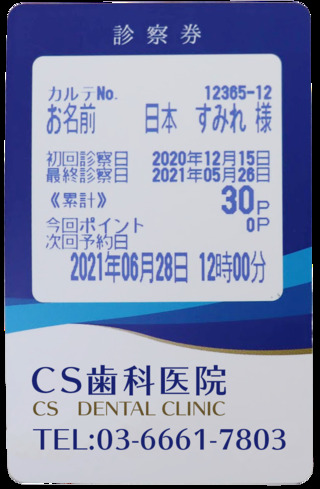 診察券
カルテNo. 12365-12
お名前 日本 すみれ 様
初回診察日 2020年12月15日
最終診察日 2021年05月26日
《累計》 30P
今回ポイント 0P
次回予約日
2021年06月28日 12時00分
CS歯科医院
CS DENTAL CLINIC
TEL:03-6661-7803